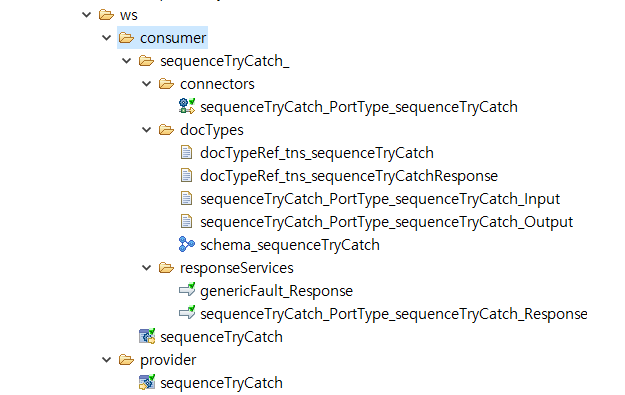 ws
consumer
sequenceTryCatch_
connectors
sequenceTryCatch_PortType_sequenceTryCatch
docTypes
docTypeRef_tns_sequenceTryCatch
docTypeRef_tns_sequenceTryCatchResponse
sequenceTryCatch_PortType_sequenceTryCatch_Input
sequenceTryCatch_PortType_sequenceTryCatch_Output
schema_sequenceTryCatch
responseServices
genericFault_Response
sequenceTryCatch_PortType_sequenceTryCatch_Response
sequenceTryCatch
provider
sequenceTryCatch